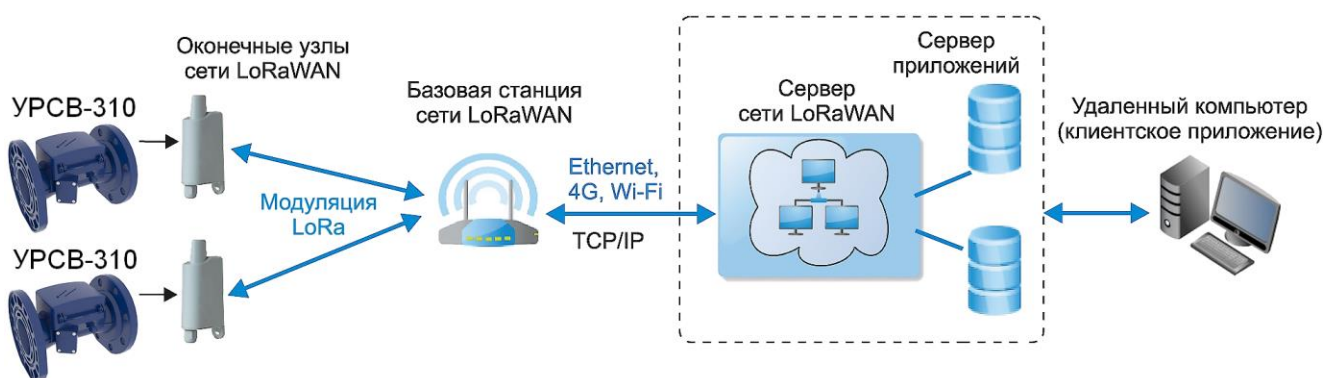 Оконечные узлы
сети LoRaWAN
УРСВ-310
УРСВ-310
Модуляция
LoRa
Базовая станция
сети LoRaWAN
Ethernet,
4G, Wi-Fi
TCP/IP
Сервер
сети LoRaWAN
Сервер
приложений
Удаленный компьютер
(клиентское приложение)